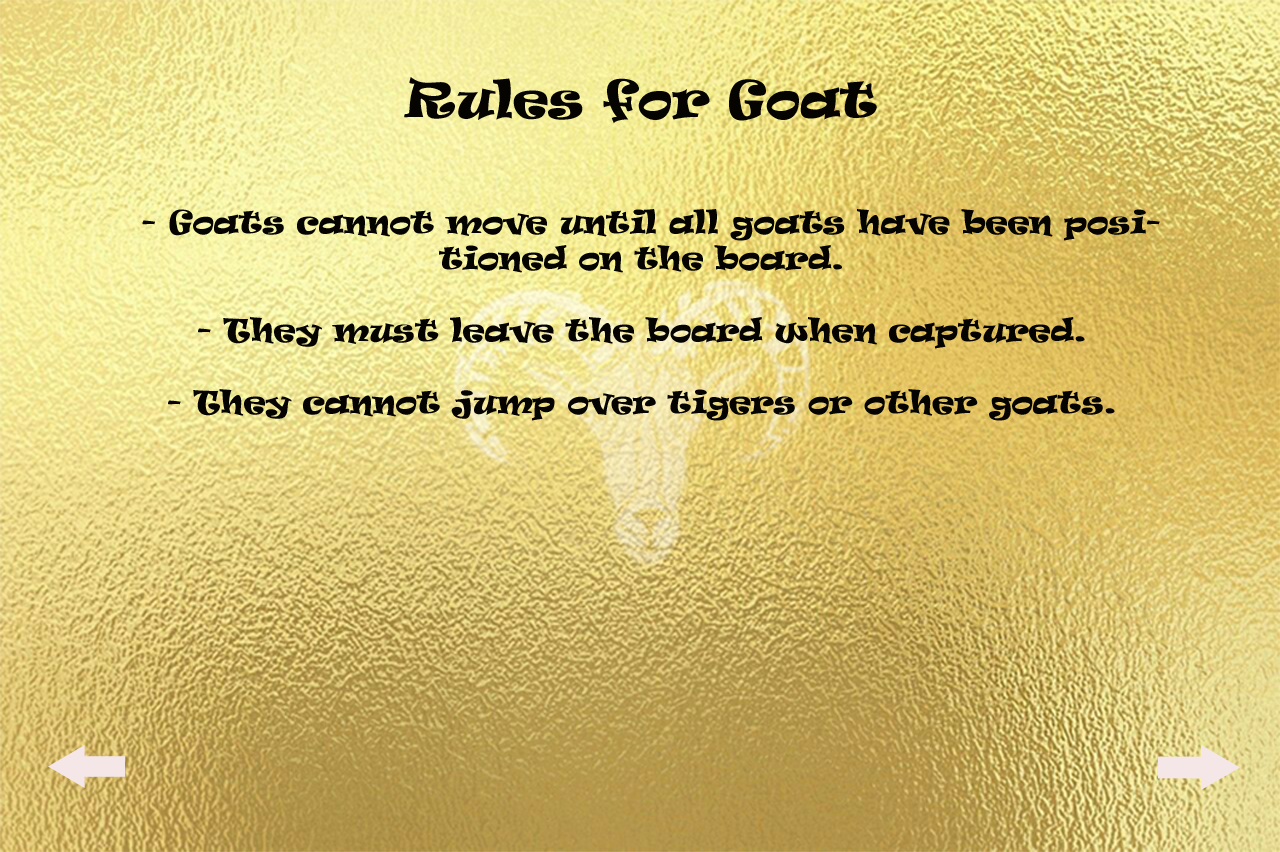 Rules for Goat
- Goats cannot move until all goats have been posi-
tioned on the board.
- They must leave the board when captured.
- They cannot jump over tigers or other goats.